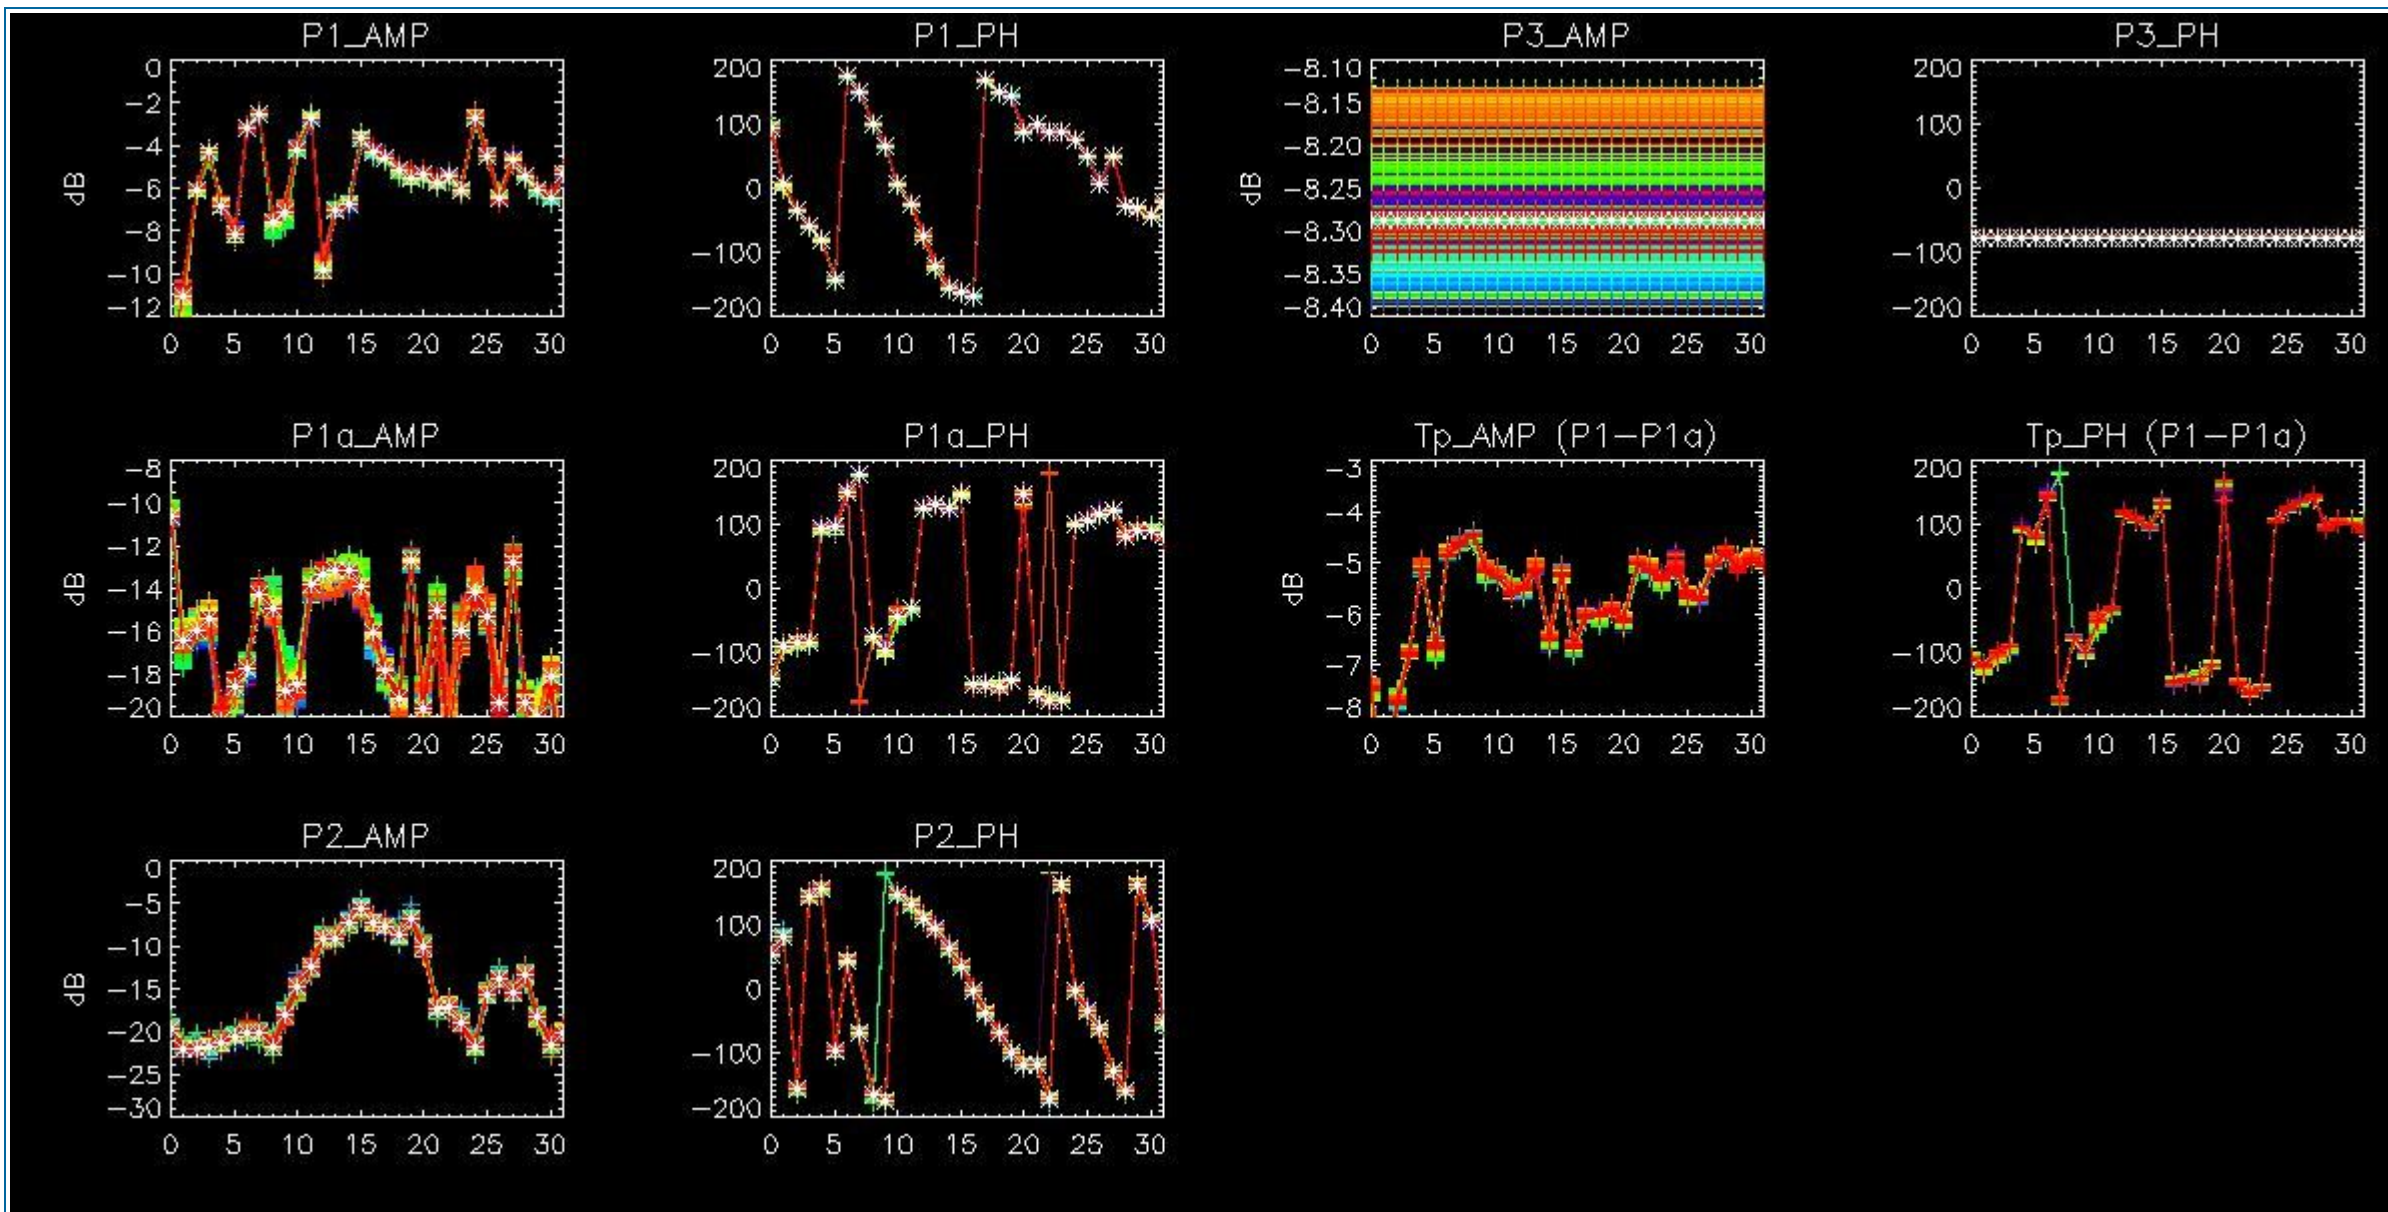 P1_AMP
0
−2
−4
−6
−8
−10
−12
dB
0 5 10 15 20 25 30
P1_PH
200
100
0
−100
−200
0 5 10 15 20 25 30
P3_AMP
−8.10
−8.15
−8.20
−8.25
−8.30
−8.35
−8.40
dB
0 5 10 15 20 25 30
P3_PH
200
100
0
−100
−200
0 5 10 15 20 25 30
P1a_AMP
−8
−10
−12
−14
−16
−18
−20
dB
0 5 10 15 20 25 30
P1a_PH
200
100
0
−100
−200
0 5 10 15 20 25 30
Tp_AMP (P1−P1a)
−3
−4
−5
−6
−7
−8
dB
0 5 10 15 20 25 30
Tp_PH (P1−P1a)
200
100
0
−100
−200
0 5 10 15 20 25 30
P2_AMP
0
−5
−10
−15
−20
−25
−30
dB
0 5 10 15 20 25 30
P2_PH
200
100
0
−100
−200
0 5 10 15 20 25 30